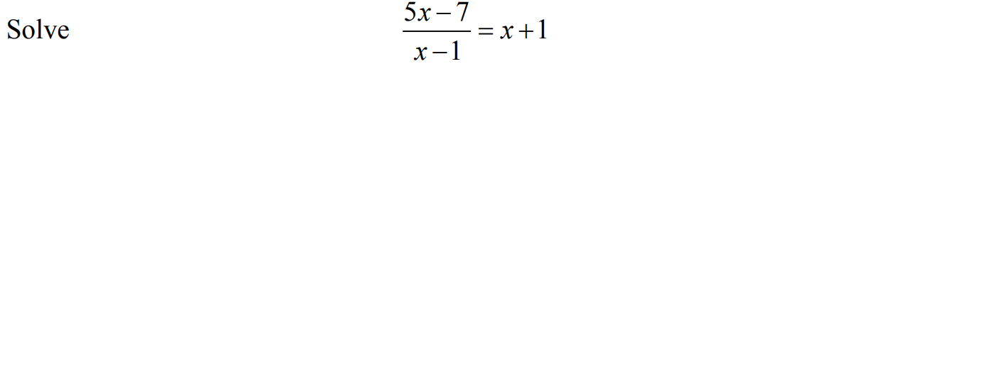 Solve (5x − 7)/(x − 1) = x + 1